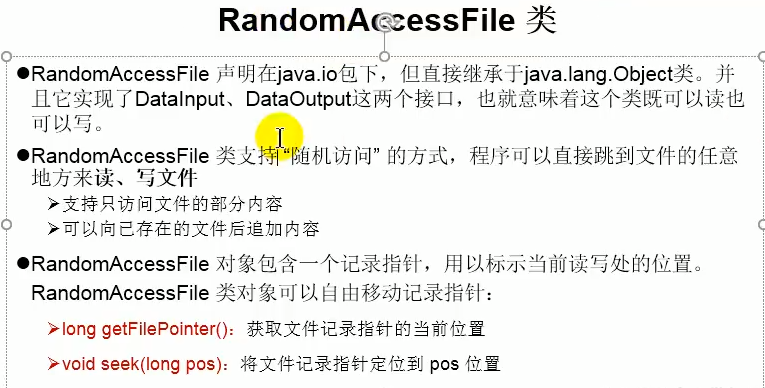 RandomAccessFile 类
●RandomAccessFile 声明在java.io包下，但直接继承于java.lang.Object类。并
且它实现了DataInput、DataOutput这两个接口，也就意味着这个类既可以读也
可以写。
●RandomAccessFile 类支持 “随机访问” 的方式，程序可以直接跳到文件的任意
地方来读、写文件
➢支持只访问文件的部分内容
➢可以向已存在的文件后追加内容
●RandomAccessFile 对象包含一个记录指针，用以标示当前读写处的位置。
RandomAccessFile 类对象可以自由移动记录指针：
➢long getFilePointer()：获取文件记录指针的当前位置
➢void seek(long pos)：将文件记录指针定位到 pos 位置